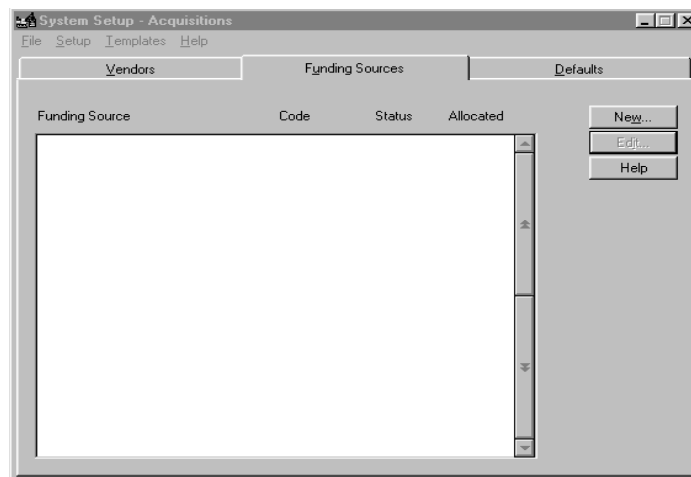 System Setup - Acquisitions
File Setup Templates Help
Vendors Funding Sources Defaults
Funding Source Code Status Allocated
New...
Edit...
Help